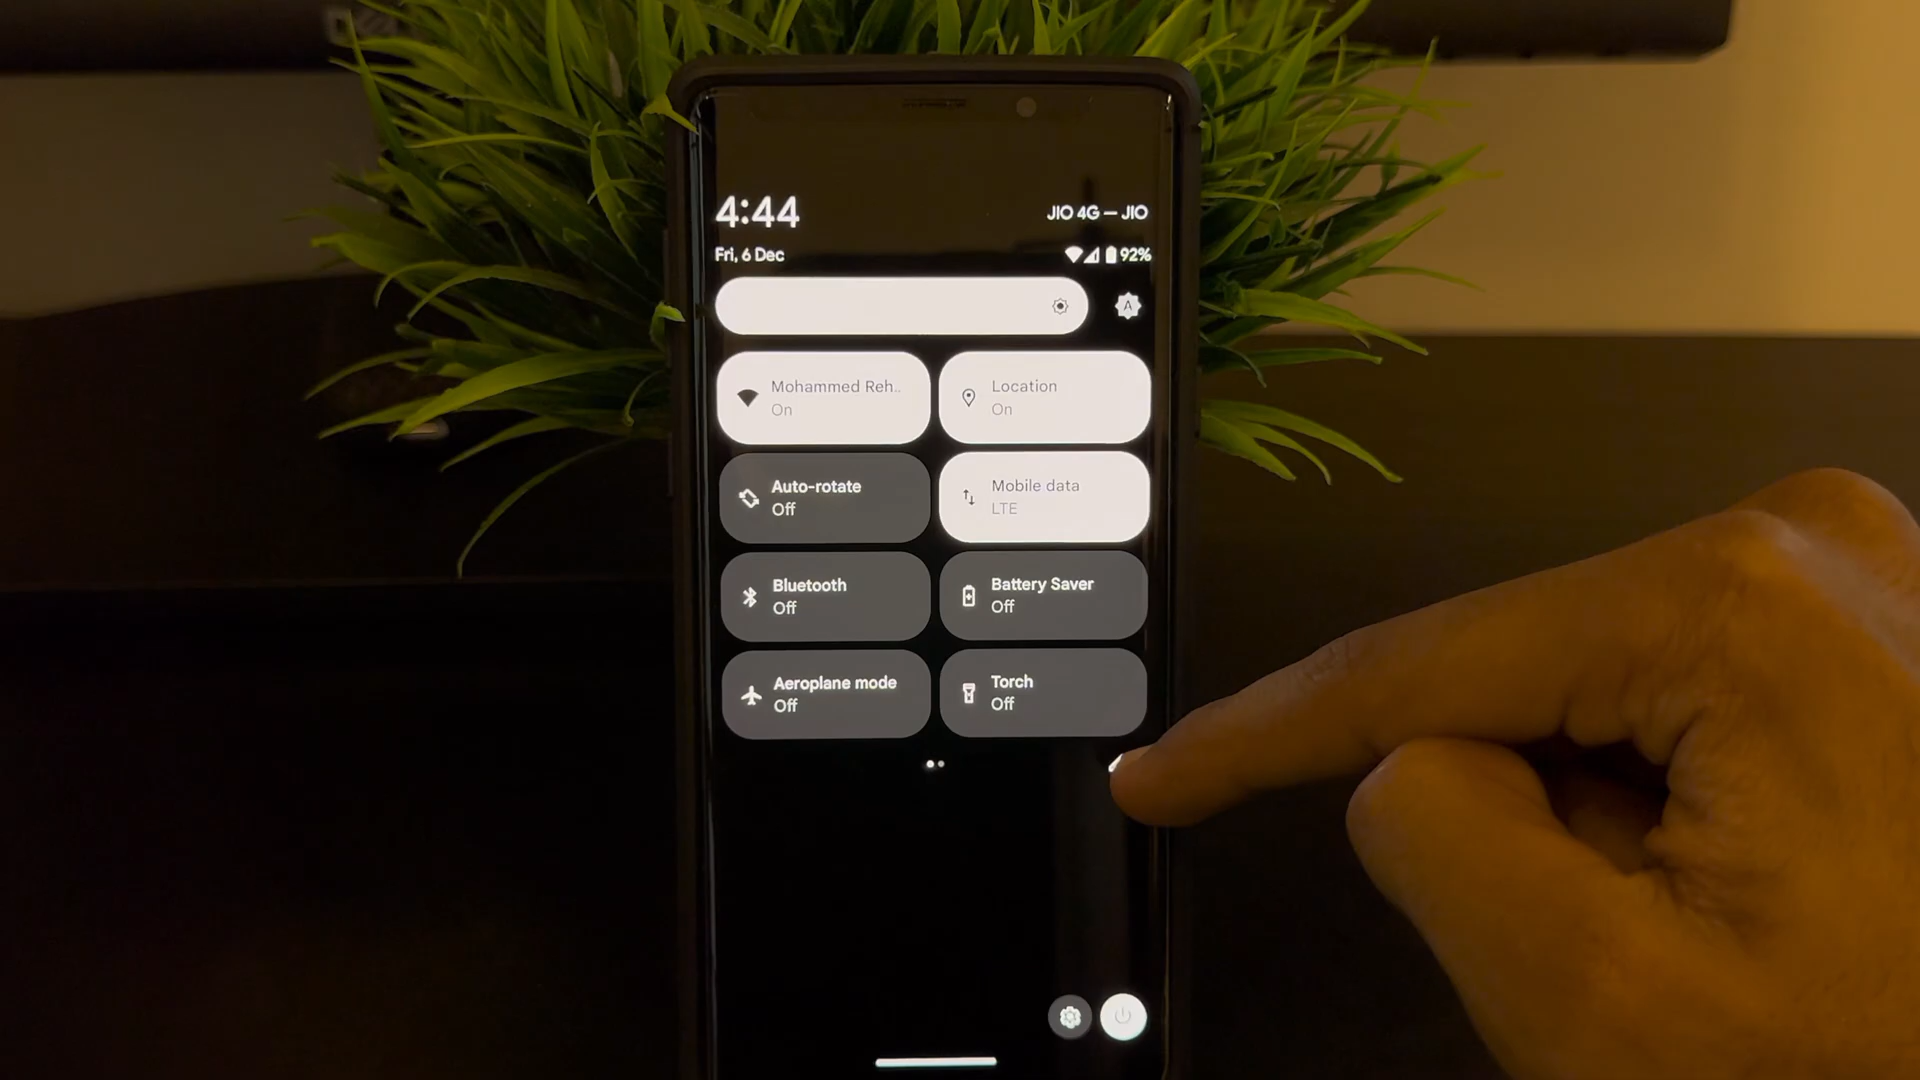 4:44
JIO 4G — JIO
Fri, 6 Dec
92%
A
Mohammed Reh..
On
Location
On
Auto-rotate
Off
Mobile data
LTE
Bluetooth
Off
Battery Saver
Off
Aeroplane mode
Off
Torch
Off